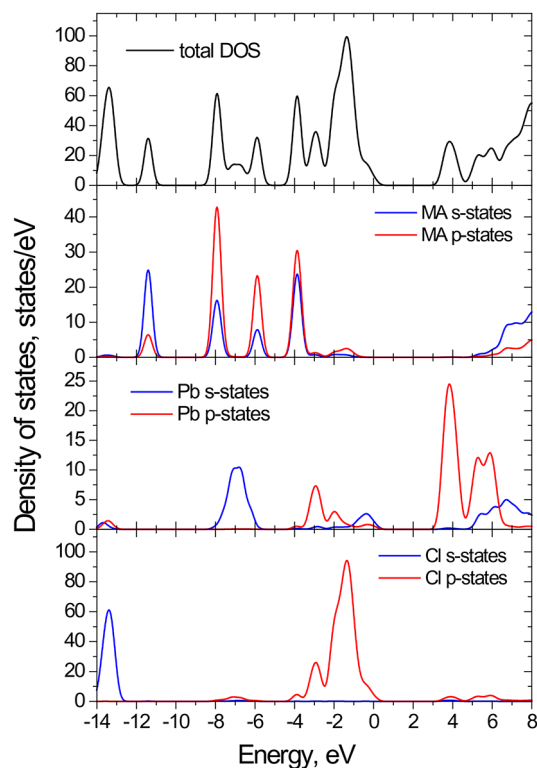 100
80
60
40
20
0
total DOS
40
30
20
10
0
MA s-states
MA p-states
25
20
15
10
5
0
Pb s-states
Pb p-states
100
80
60
40
20
0
Cl s-states
Cl p-states
-14 -12 -10 -8 -6 -4 -2 0 2 4 6 8
Energy, eV
Density of states, states/eV